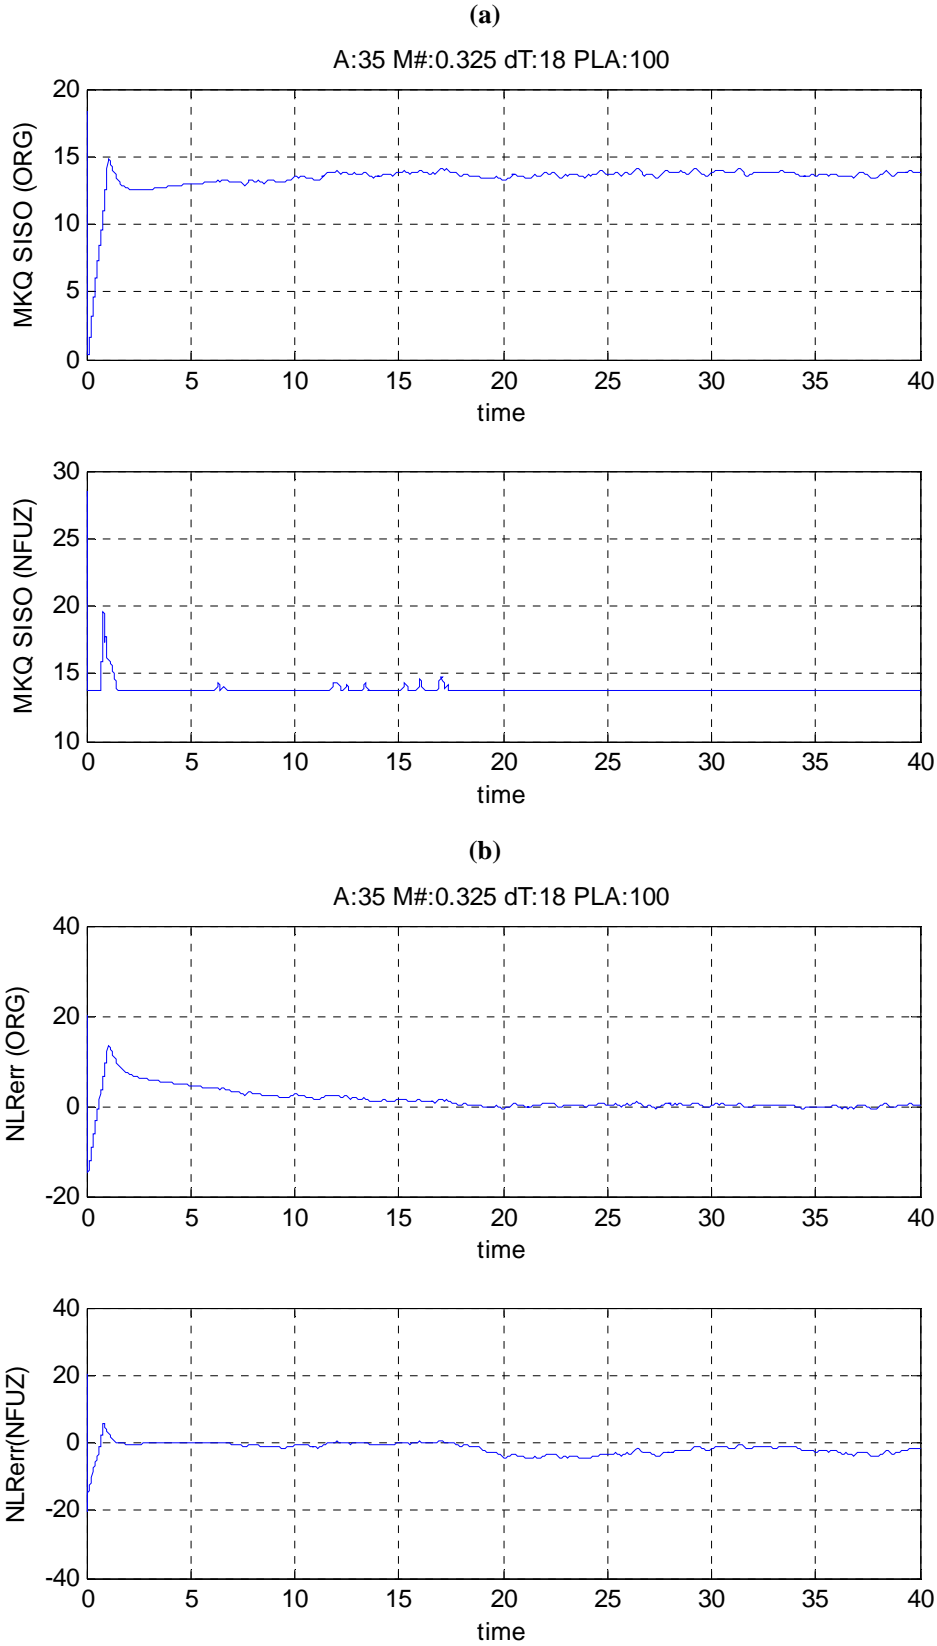 (a)
A:35 M#:0.325 dT:18 PLA:100
MKQ SISO (ORG)
20
15
10
5
0
0 5 10 15 20 25 30 35 40
time
MKQ SISO (NFUZ)
30
25
20
15
10
0 5 10 15 20 25 30 35 40
time
(b)
A:35 M#:0.325 dT:18 PLA:100
NLRerr (ORG)
40
20
0
-20
0 5 10 15 20 25 30 35 40
time
NLRerr(NFUZ)
40
20
0
-20
-40
0 5 10 15 20 25 30 35 40
time